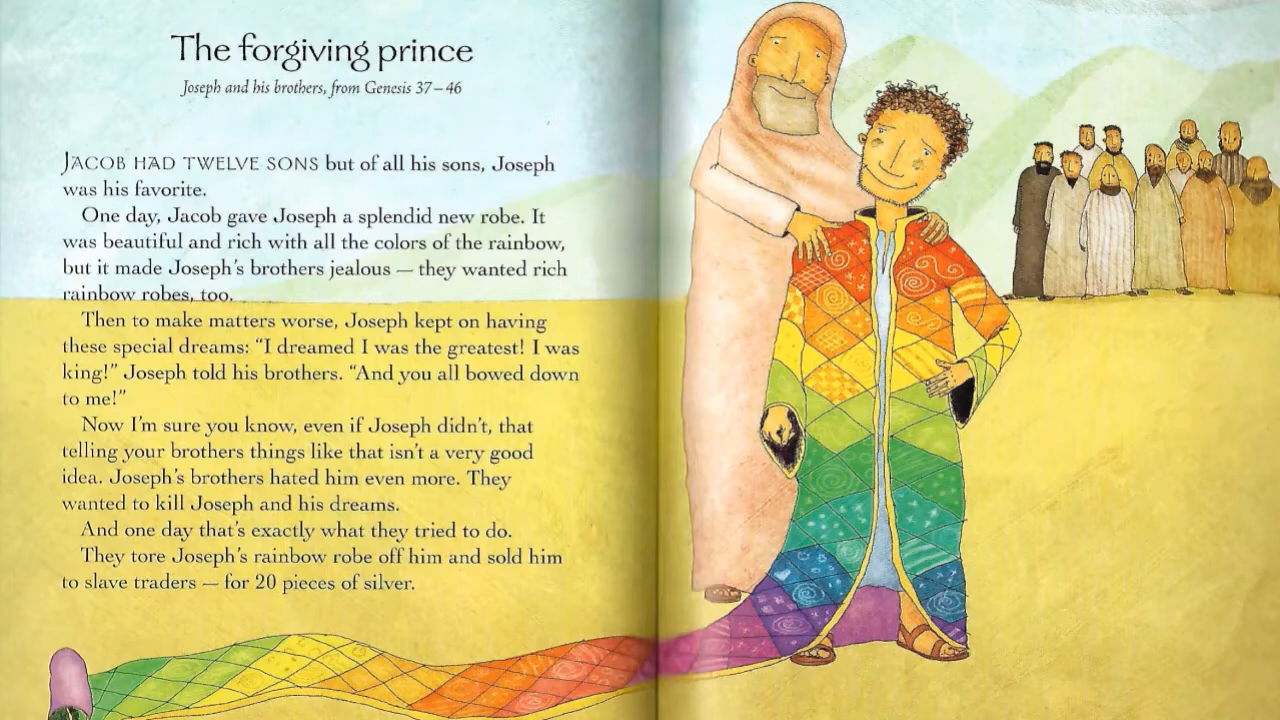 The forgiving prince
Joseph and his brothers, from Genesis 37–46
JACOB HAD TWELVE SONS but of all his sons, Joseph
was his favorite.
One day, Jacob gave Joseph a splendid new robe. It
was beautiful and rich with all the colors of the rainbow,
but it made Joseph's brothers jealous — they wanted rich
rainbow robes, too.
Then to make matters worse, Joseph kept on having
these special dreams: “I dreamed I was the greatest! I was
king!” Joseph told his brothers. “And you all bowed down
to me!”
Now I'm sure you know, even if Joseph didn't, that
telling your brothers things like that isn't a very good
idea. Joseph's brothers hated him even more. They
wanted to kill Joseph and his dreams.
And one day that's exactly what they tried to do.
They tore Joseph's rainbow robe off him and sold him
to slave traders — for 20 pieces of silver.